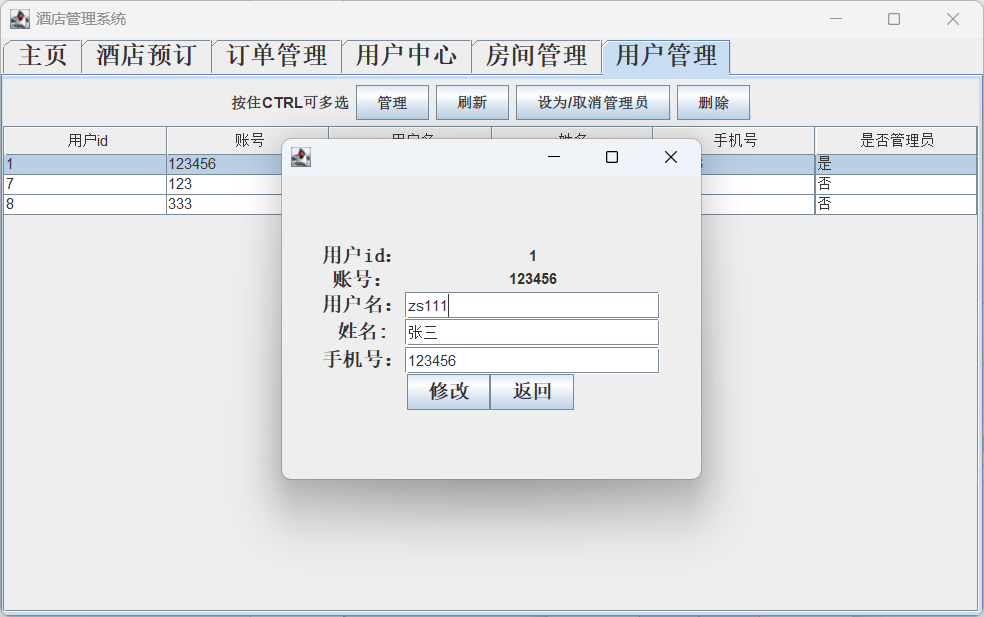 酒店管理系统
主页 酒店预订 订单管理 用户中心 房间管理 用户管理
按住CTRL可多选 管理 刷新 设为/取消管理员 删除
用户id 账号 用户名 姓名 手机号 是否管理员
1 123456 是
7 123 否
8 333 否
用户id: 1
账号: 123456
用户名: zs111
姓名: 张三
手机号: 123456
修改 返回